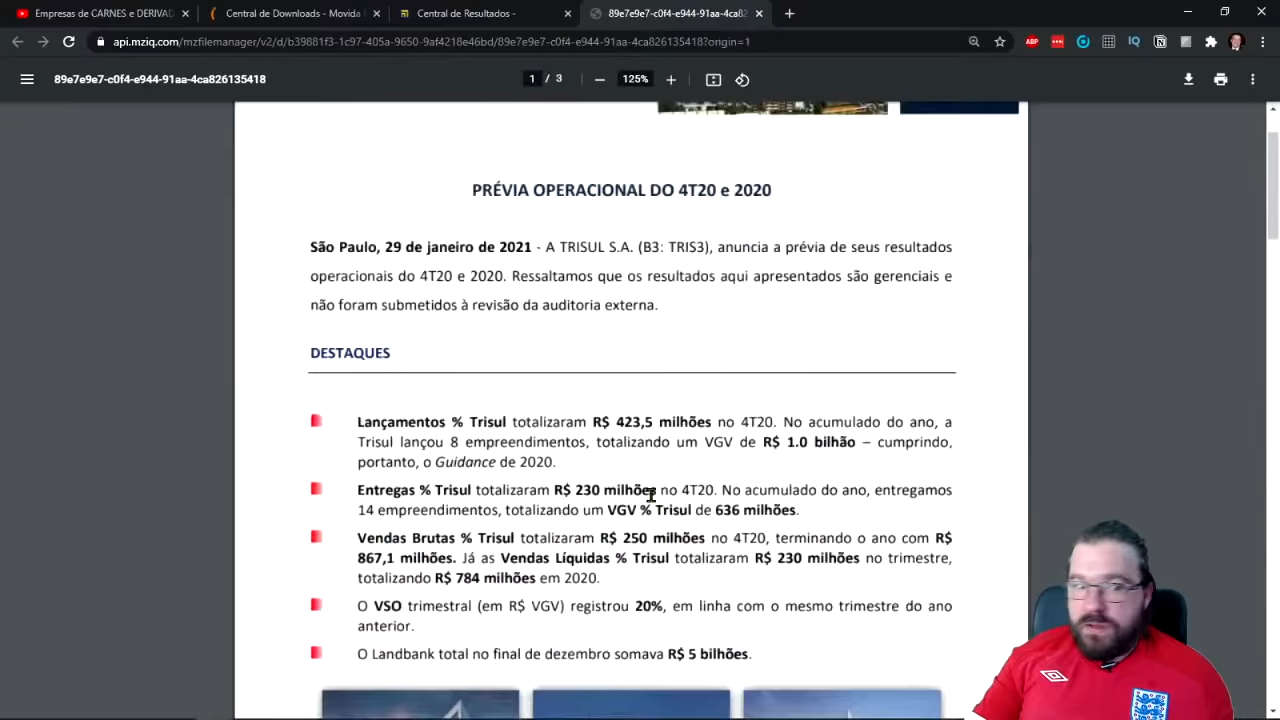 Empresas de CARNES e DERIVAD
Central de Downloads - Movida
Central de Resultados -
89e7e9e7-c0f4-e944-91aa-4ca82
api.mziq.com/mzfilemanager/v2/d/b39881f3-1c97-405a-9650-9af4218e46bd/89e7e9e7-c0f4-e944-91aa-4ca826135418?origin=1
ABP
IQ
89e7e9e7-c0f4-e944-91aa-4ca826135418
1 / 3
125%
PRÉVIA OPERACIONAL DO 4T20 e 2020
São Paulo, 29 de janeiro de 2021 - A TRISUL S.A. (B3: TRIS3), anuncia a prévia de seus resultados
operacionais do 4T20 e 2020. Ressaltamos que os resultados aqui apresentados são gerenciais e
não foram submetidos à revisão da auditoria externa.
DESTAQUES
Lançamentos % Trisul totalizaram R$ 423,5 milhões no 4T20. No acumulado do ano, a
Trisul lançou 8 empreendimentos, totalizando um VGV de R$ 1.0 bilhão – cumprindo,
portanto, o Guidance de 2020.
Entregas % Trisul totalizaram R$ 230 milhões no 4T20. No acumulado do ano, entregamos
14 empreendimentos, totalizando um VGV % Trisul de 636 milhões.
Vendas Brutas % Trisul totalizaram R$ 250 milhões no 4T20, terminando o ano com R$
867,1 milhões. Já as Vendas Líquidas % Trisul totalizaram R$ 230 milhões no trimestre,
totalizando R$ 784 milhões em 2020.
O VSO trimestral (em R$ VGV) registrou 20%, em linha com o mesmo trimestre do ano
anterior.
O Landbank total no final de dezembro somava R$ 5 bilhões.